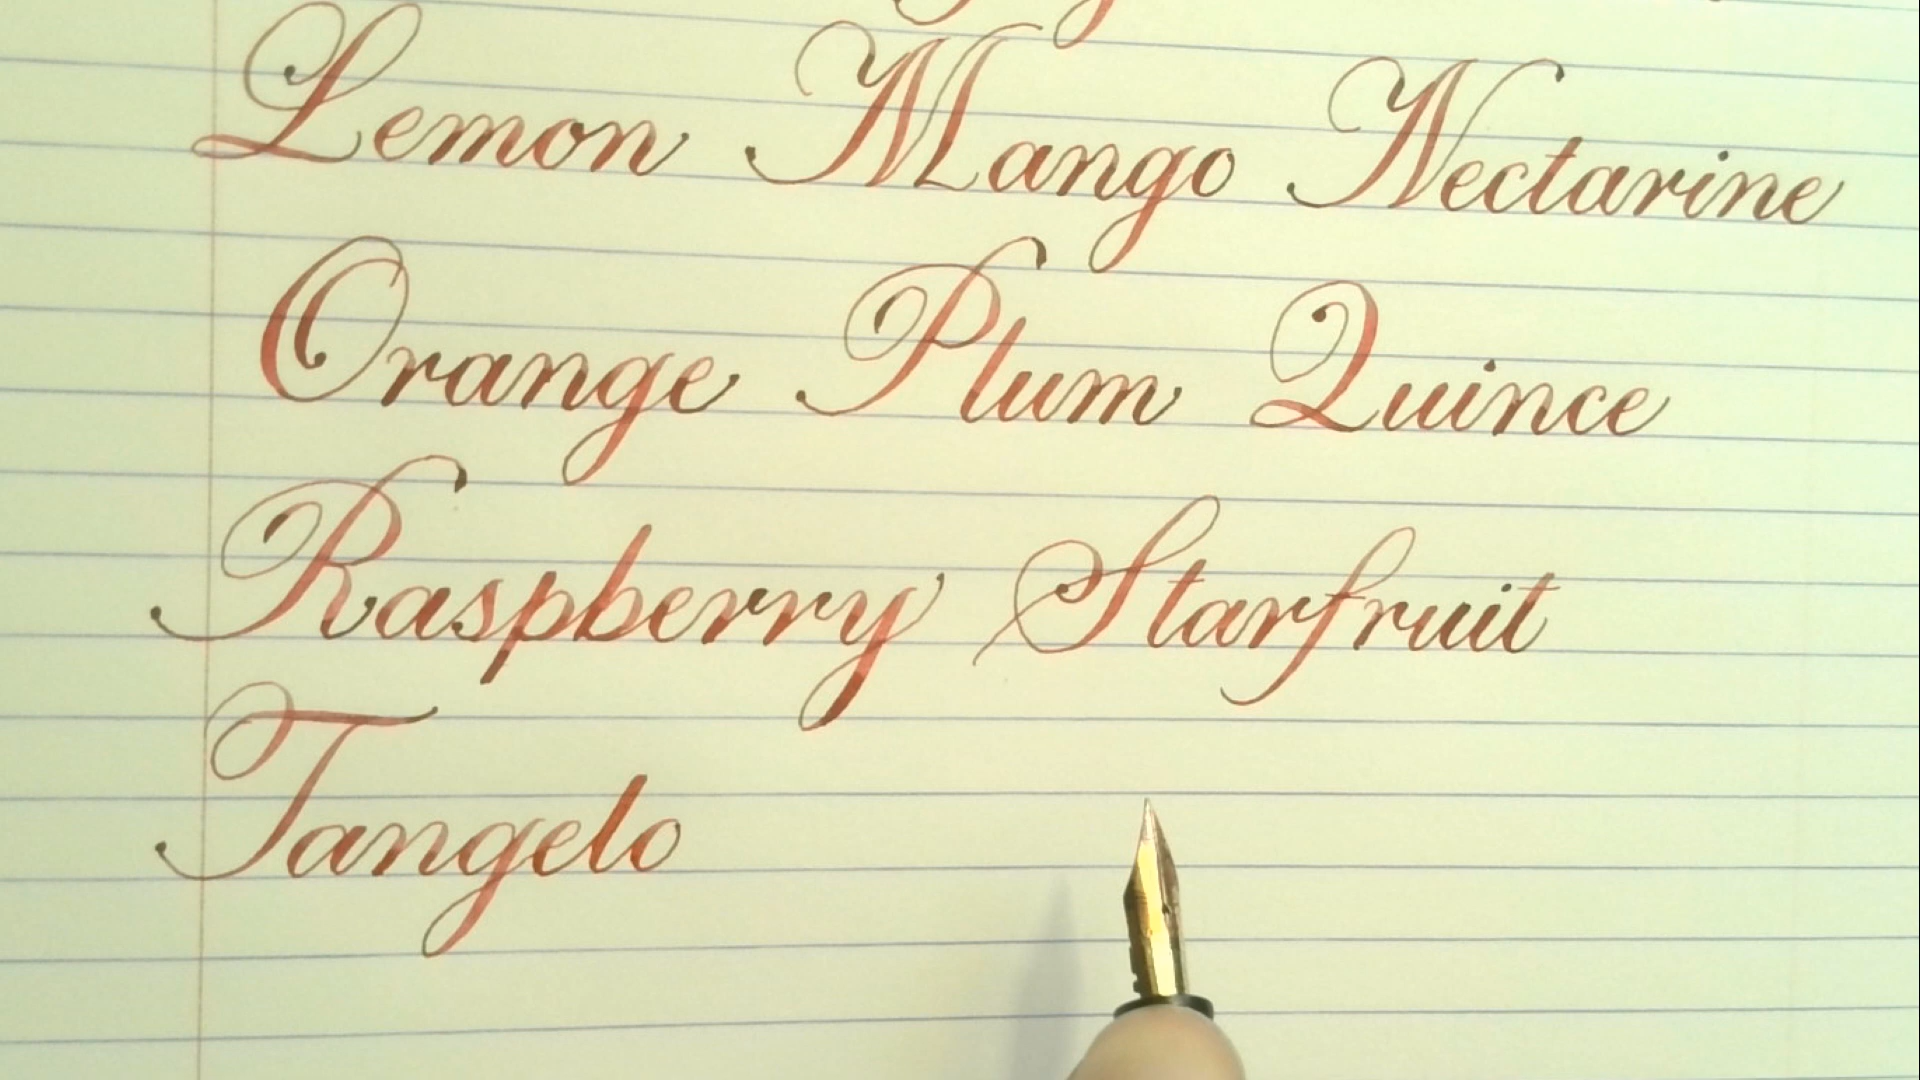 Lemon Mango Nectarine
Orange Plum Quince
Raspberry Starfruit
Tangelo